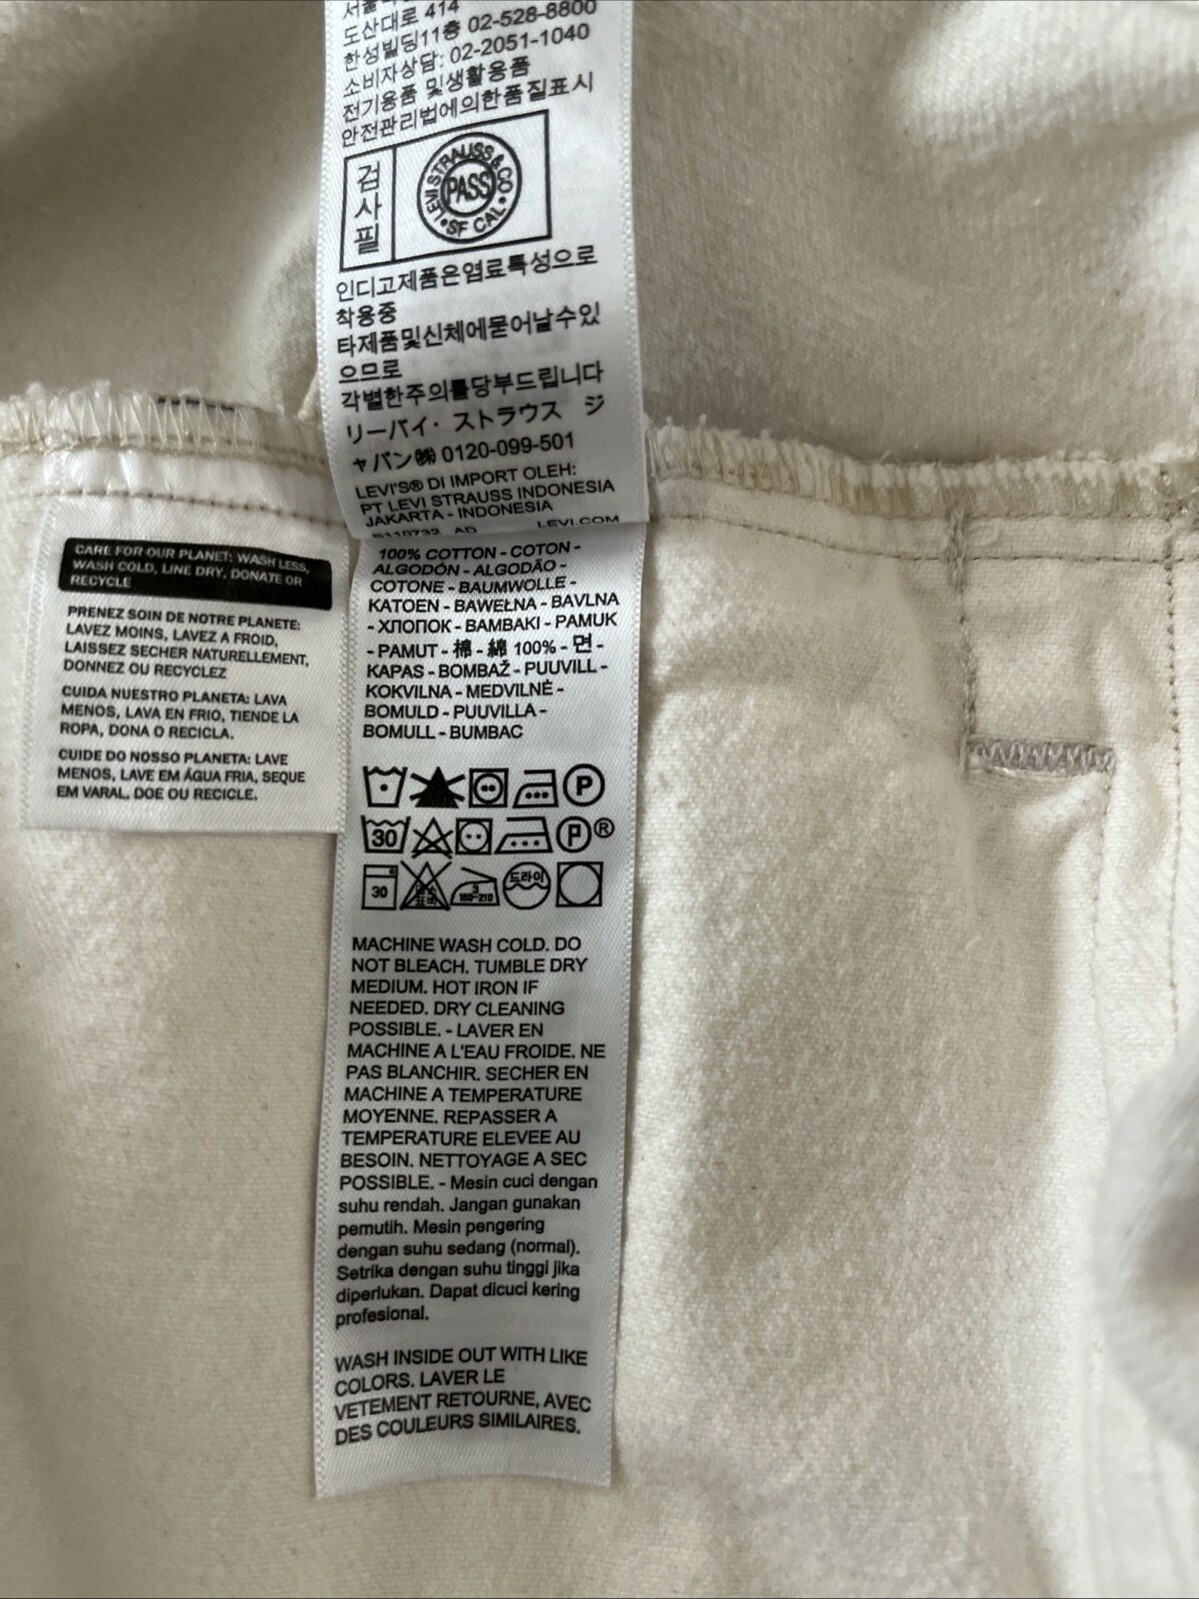 도산대로 414
한성빌딩11층 02-528-8800
소비자상담: 02-2051-1040
전기용품 및생활용품
안전관리법에의한품질표시
검
사
필
LEVI STRAUSS & CO
PASS
SF CAL
인디고제품은염료특성으로
착용중
타제품및신체에묻어날수있
으므로
각별한주의를당부드립니다
リーバイ・ストラウス ジ
ャパン㈱ 0120-099-501
LEVI'S® DI IMPORT OLEH:
PT LEVI STRAUSS INDONESIA
JAKARTA - INDONESIA
AD LEVI.COM
CARE FOR OUR PLANET: WASH LESS,
WASH COLD, LINE DRY, DONATE OR
RECYCLE
PRENEZ SOIN DE NOTRE PLANETE:
LAVEZ MOINS, LAVEZ A FROID,
LAISSEZ SECHER NATURELLEMENT,
DONNEZ OU RECYCLEZ
CUIDA NUESTRO PLANETA: LAVA
MENOS, LAVA EN FRIO, TIENDE LA
ROPA, DONA O RECICLA.
CUIDE DO NOSSO PLANETA: LAVE
MENOS, LAVE EM ÁGUA FRIA, SEQUE
EM VARAL, DOE OU RECICLE.
100% COTTON - COTON -
ALGODÓN - ALGODÃO -
COTONE - BAUMWOLLE -
KATOEN - BAWEŁNA - BAVLNA
- ХЛОПОК - BAMBAKI - PAMUK
- PAMUT - 棉 - 綿 100% - 면 -
KAPAS - BOMBAŽ - PUUVILL -
KOKVILNA - MEDVILNĖ -
BOMULD - PUUVILLA -
BOMULL - BUMBAC
P
30 P®
30 3 160-210 드라이
MACHINE WASH COLD. DO
NOT BLEACH. TUMBLE DRY
MEDIUM. HOT IRON IF
NEEDED. DRY CLEANING
POSSIBLE. - LAVER EN
MACHINE A L'EAU FROIDE. NE
PAS BLANCHIR. SECHER EN
MACHINE A TEMPERATURE
MOYENNE. REPASSER A
TEMPERATURE ELEVEE AU
BESOIN. NETTOYAGE A SEC
POSSIBLE. - Mesin cuci dengan
suhu rendah. Jangan gunakan
pemutih. Mesin pengering
dengan suhu sedang (normal).
Setrika dengan suhu tinggi jika
diperlukan. Dapat dicuci kering
profesional.
WASH INSIDE OUT WITH LIKE
COLORS. LAVER LE
VETEMENT RETOURNE, AVEC
DES COULEURS SIMILAIRES.